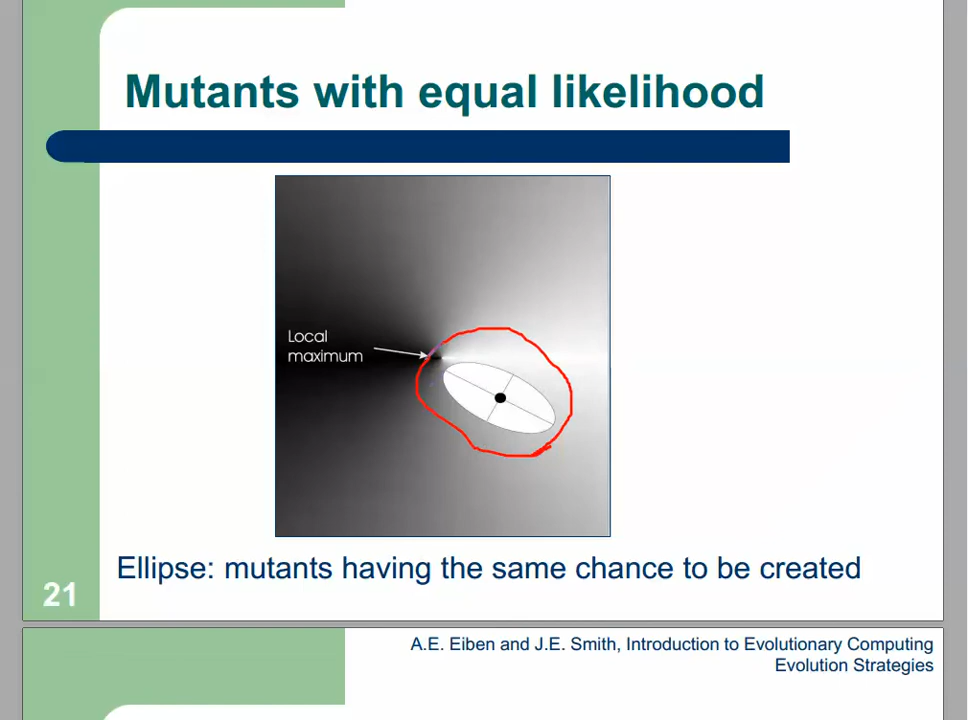 Mutants with equal likelihood
Local
maximum
Ellipse: mutants having the same chance to be created
21
A.E. Eiben and J.E. Smith, Introduction to Evolutionary Computing
Evolution Strategies